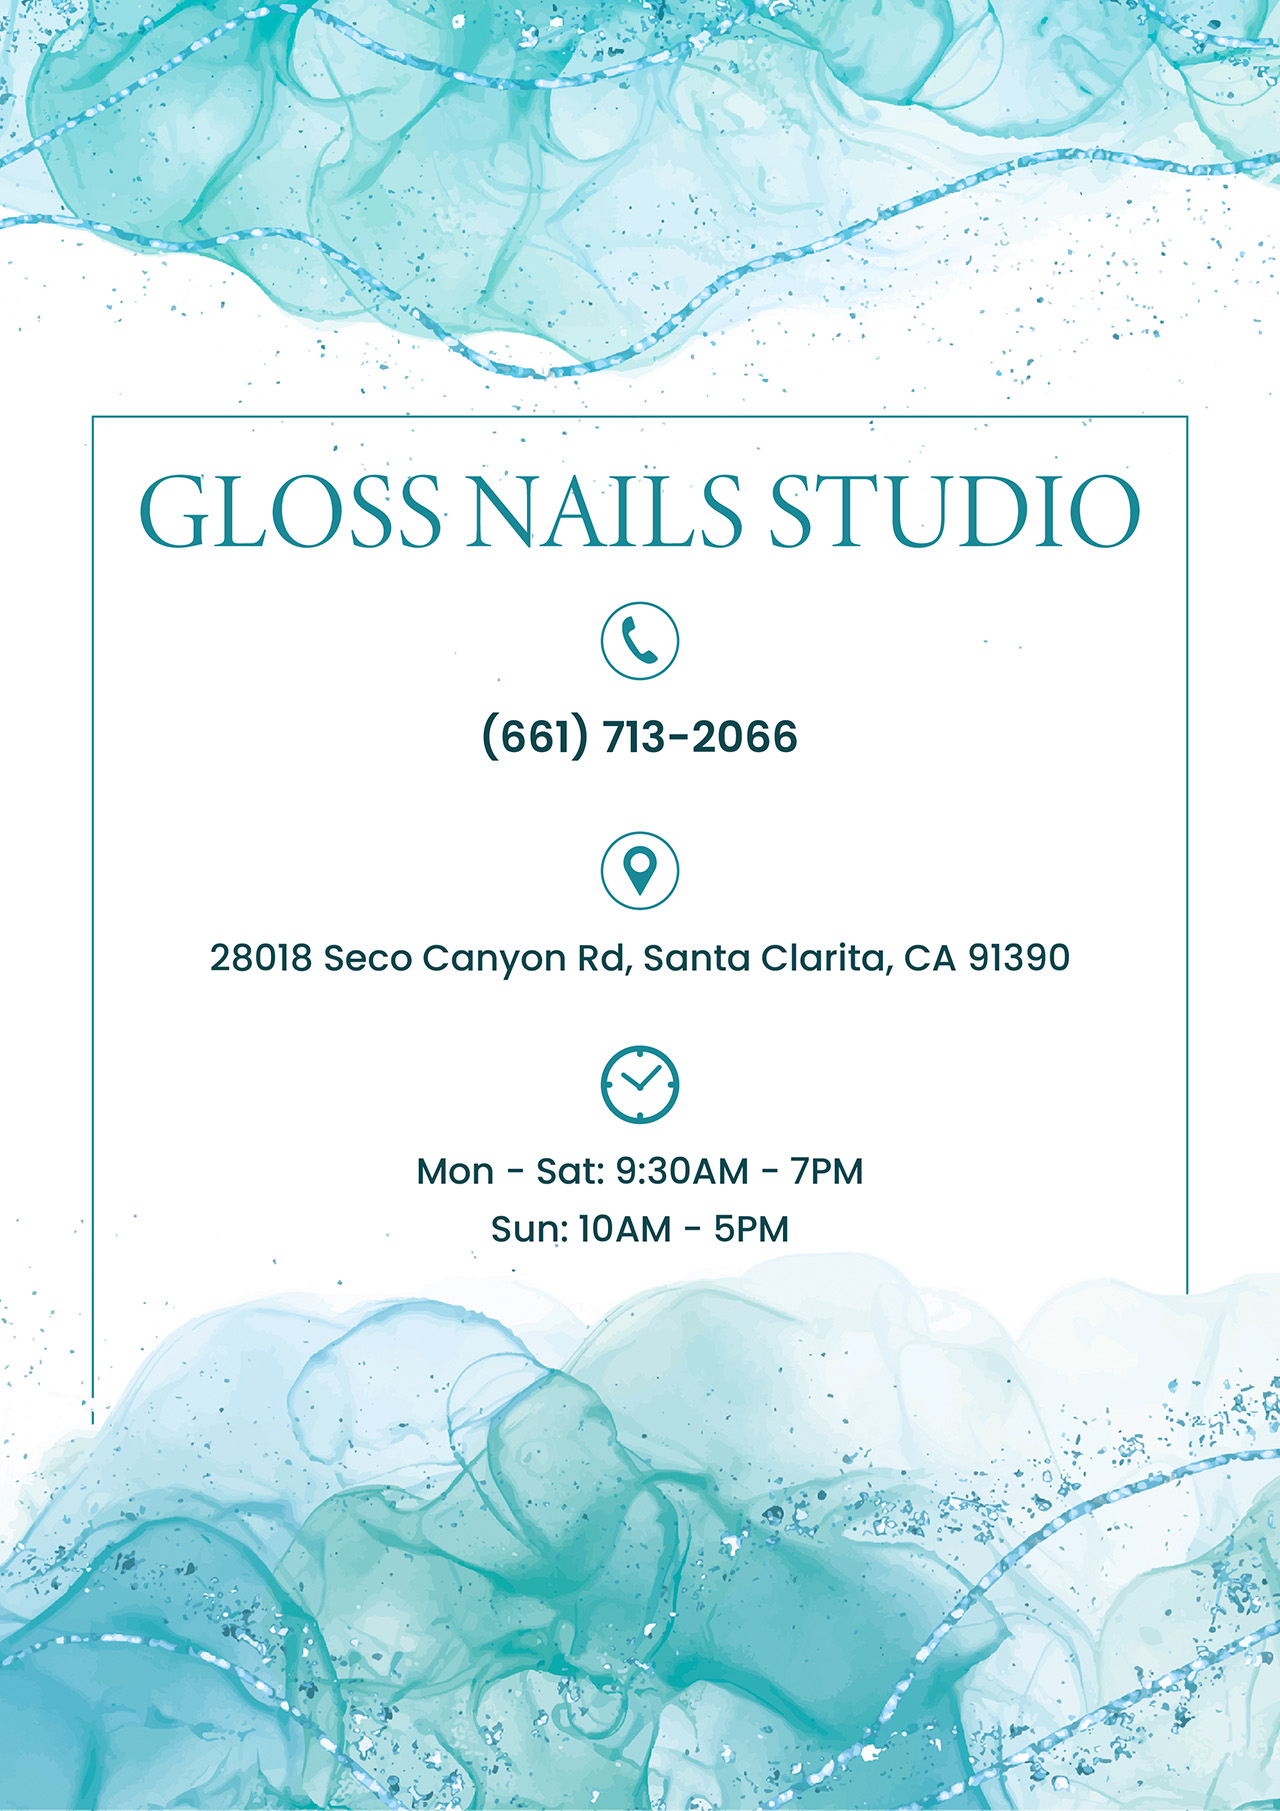 GLOSS NAILS STUDIO
(661) 713-2066
28018 Seco Canyon Rd, Santa Clarita, CA 91390
Mon - Sat: 9:30AM - 7PM
Sun: 10AM - 5PM